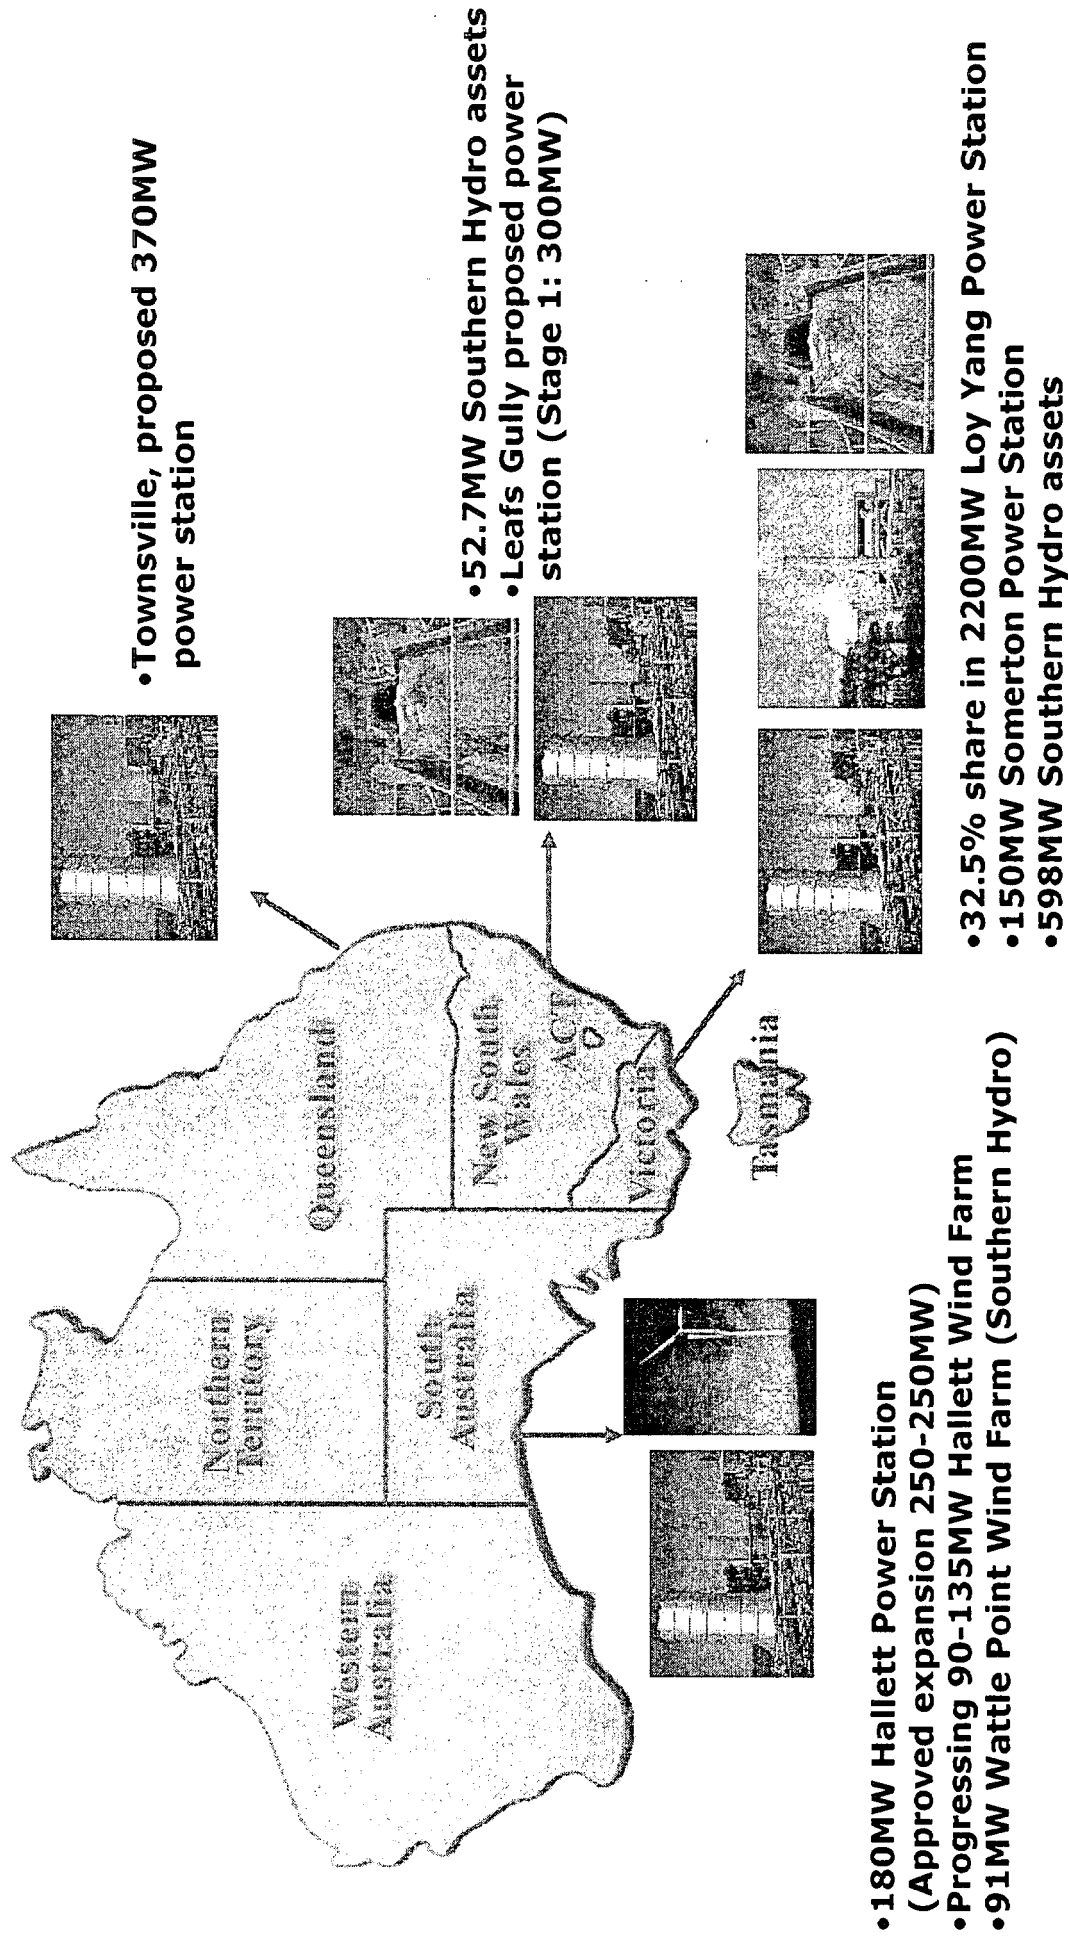 •Townsville, proposed 370MW
power station
•52.7MW Southern Hydro assets
•Leafs Gully proposed power
station (Stage 1: 300MW)
Northern
Territory
Queensland
Western
Australia
South
Australia
New South
Wales
ACT
Victoria
Tasmania
•180MW Hallett Power Station
(Approved expansion 250-250MW)
•Progressing 90-135MW Hallett Wind Farm
•91MW Wattle Point Wind Farm (Southern Hydro)
•32.5% share in 2200MW Loy Yang Power Station
•150MW Somerton Power Station
•598MW Southern Hydro assets